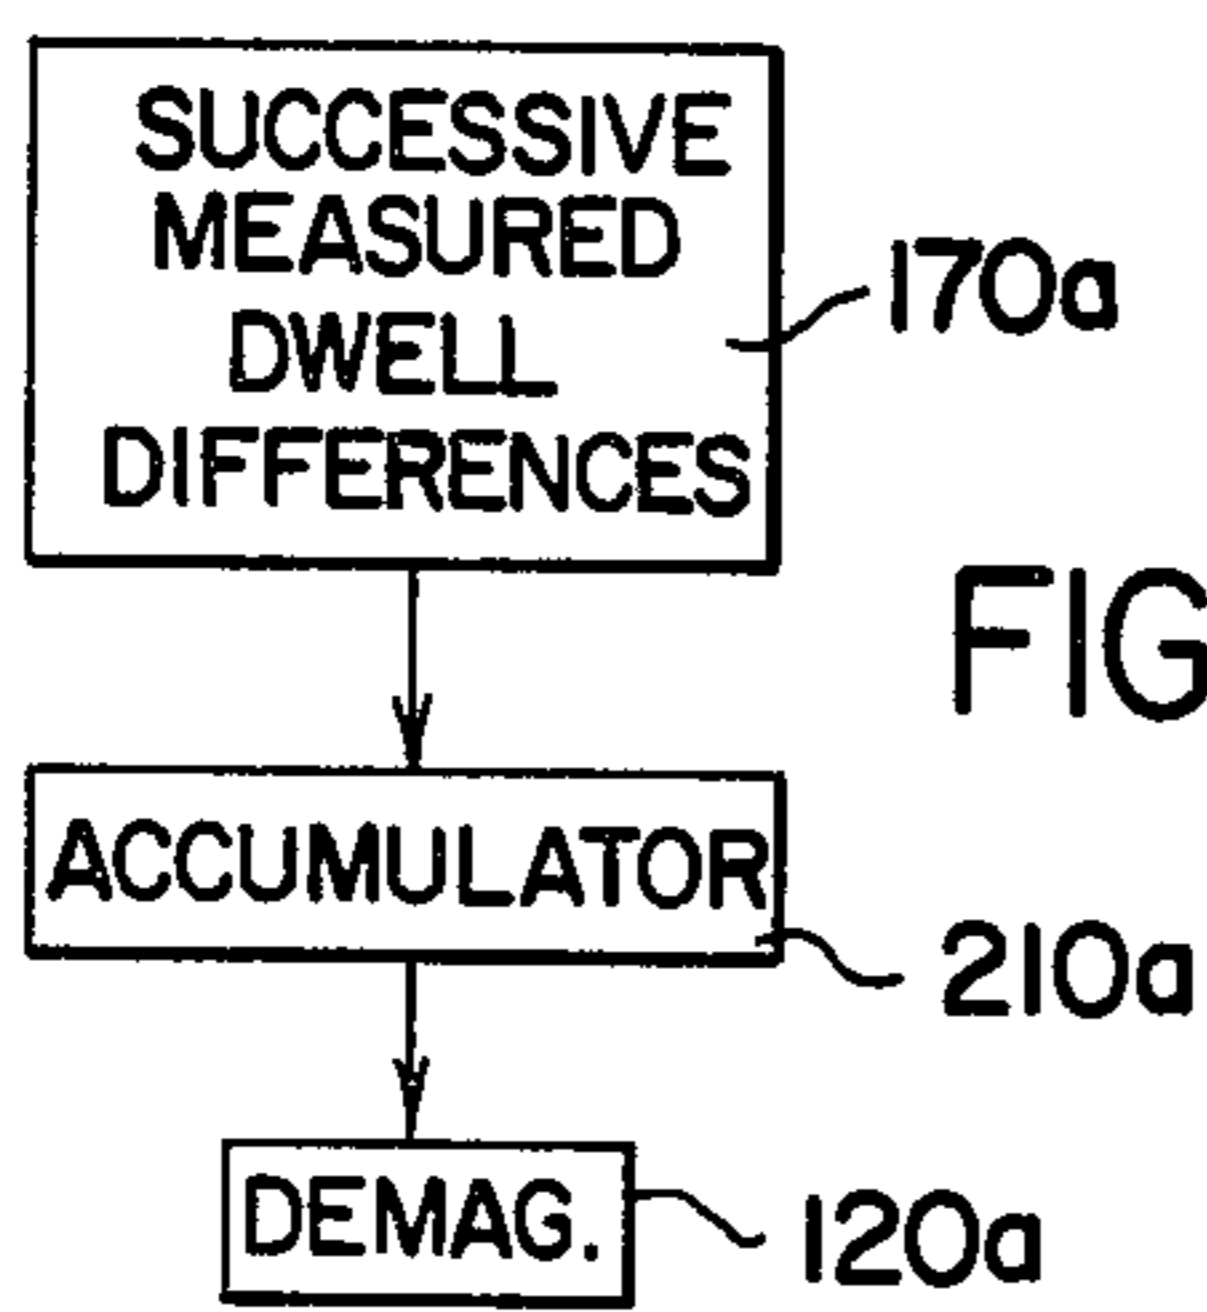 SUCCESSIVE
MEASURED
DWELL
DIFFERENCES
170a
FIG
ACCUMULATOR
210a
DEMAG.
120a